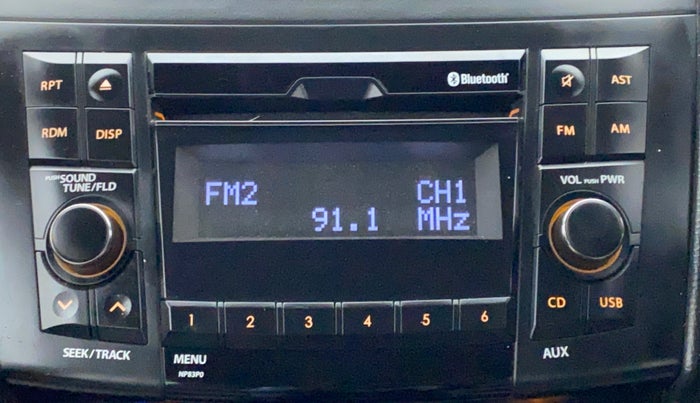 Bluetooth®
RPT
AST
RDM
DISP
FM
AM
PUSH SOUND
TUNE/FLD
FM2 CH1
91.1 MHz
VOL PUSH PWR
CD
USB
1 2 3 4 5 6
SEEK/TRACK
MENU
NP83P0
AUX